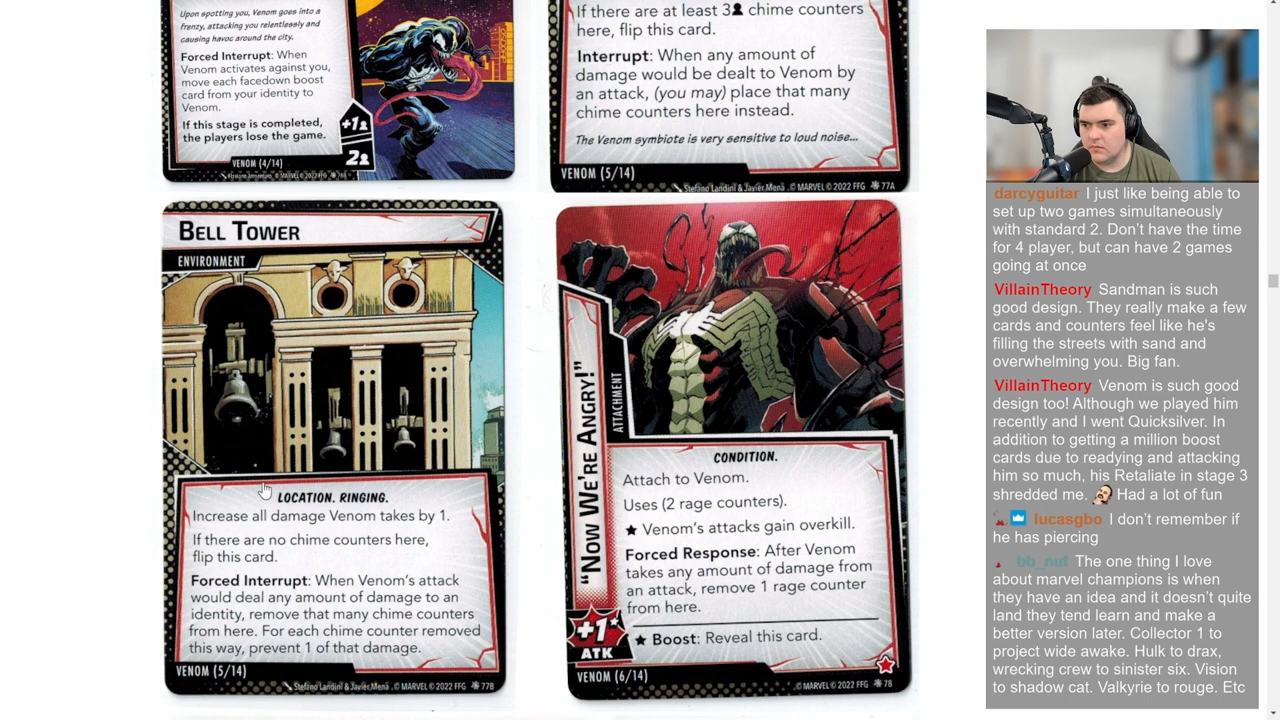 Upon spotting you, Venom goes into a
frenzy, attacking you relentlessly and
causing havoc around the city.
Forced Interrupt: When
Venom activates against you,
move each facedown boost
card from your identity to
Venom.
If this stage is completed,
the players lose the game.
+1
2
VENOM (4/14)
© MARVEL © 2022 FFG
If there are at least 3 chime counters
here, flip this card.
Interrupt: When any amount of
damage would be dealt to Venom by
an attack, (you may) place that many
chime counters here instead.
The Venom symbiote is very sensitive to loud noise...
VENOM (5/14)
Stefano Landini & Javier Mena . © MARVEL © 2022 FFG 77A
BELL TOWER
ENVIRONMENT
LOCATION. RINGING.
Increase all damage Venom takes by 1.
If there are no chime counters here,
flip this card.
Forced Interrupt: When Venom's attack
would deal any amount of damage to an
identity, remove that many chime counters
from here. For each chime counter removed
this way, prevent 1 of that damage.
VENOM (5/14)
Stefano Landini & Javier Mena . © MARVEL © 2022 FFG 77B
"NOW WE'RE ANGRY!"
ATTACHMENT
CONDITION.
Attach to Venom.
Uses (2 rage counters).
★ Venom's attacks gain overkill.
Forced Response: After Venom
takes any amount of damage from
an attack, remove 1 rage counter
from here.
★ Boost: Reveal this card.
+1
ATK
VENOM (6/14)
© MARVEL © 2022 FFG 78
darcyguitar I just like being able to
set up two games simultaneously
with standard 2. Don't have the time
for 4 player, but can have 2 games
going at once
VillainTheory Sandman is such
good design. They really make a few
cards and counters feel like he's
filling the streets with sand and
overwhelming you. Big fan.
VillainTheory Venom is such good
design too! Although we played him
recently and I went Quicksilver. In
addition to getting a million boost
cards due to readying and attacking
him so much, his Retaliate in stage 3
shredded me. Had a lot of fun
lucasgbo I don't remember if
he has piercing
bb_nut The one thing I love
about marvel champions is when
they have an idea and it doesn't quite
land they tend learn and make a
better version later. Collector 1 to
project wide awake. Hulk to drax,
wrecking crew to sinister six. Vision
to shadow cat. Valkyrie to rouge. Etc